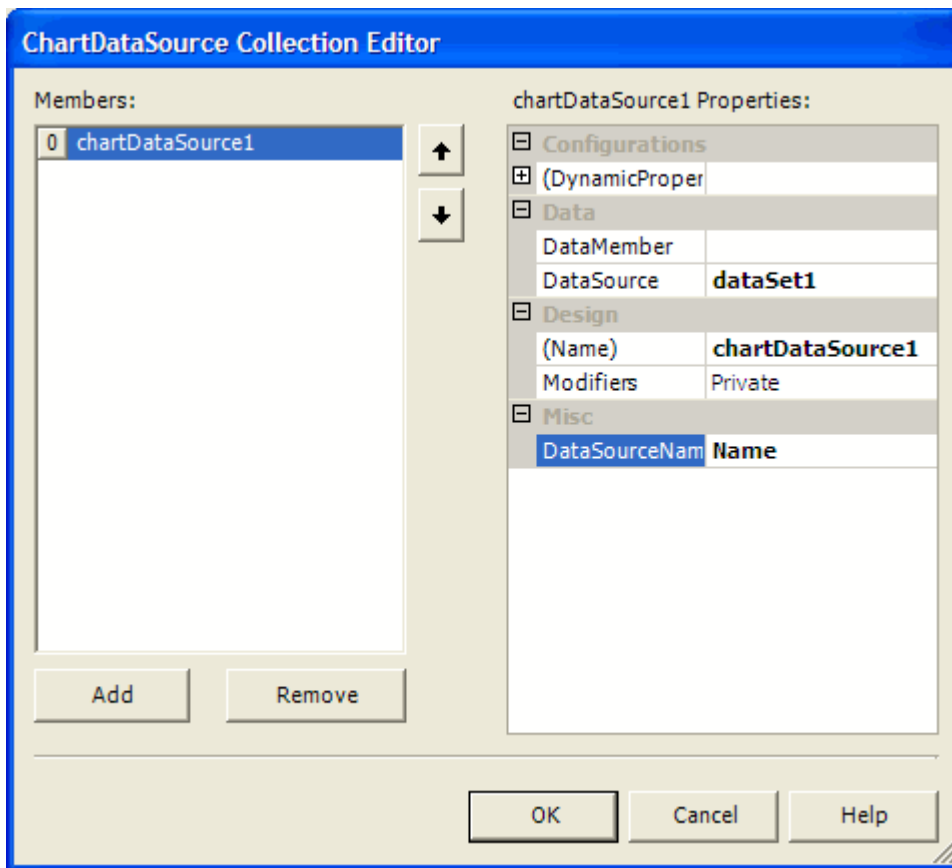 ChartDataSource Collection Editor
Members:
0 chartDataSource1
Add Remove
chartDataSource1 Properties:
Configurations
(DynamicProper
Data
DataMember
DataSource dataSet1
Design
(Name) chartDataSource1
Modifiers Private
Misc
DataSourceNam Name
OK Cancel Help